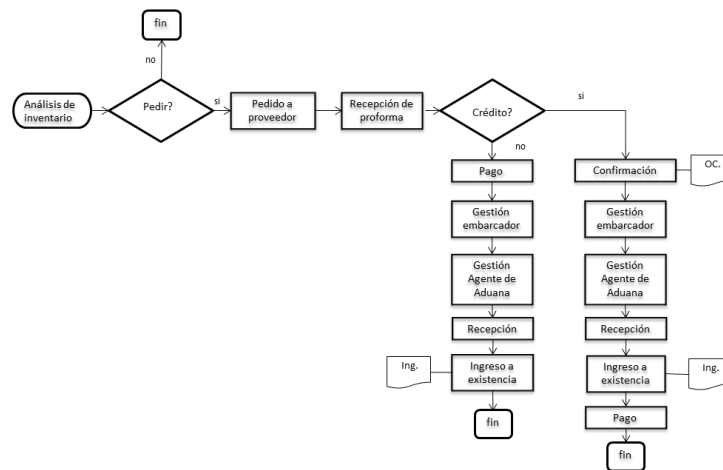 fin
no
Análisis de
inventario
Pedir?
si
Pedido a
proveedor
Recepción de
proforma
Crédito?
si
no
Pago
Confirmación
OC.
Gestión
embarcador
Gestión
embarcador
Gestión
Agente de
Aduana
Gestión
Agente de
Aduana
Recepción
Recepción
Ing.
Ingreso a
existencia
Ingreso a
existencia
Ing.
fin
Pago
fin